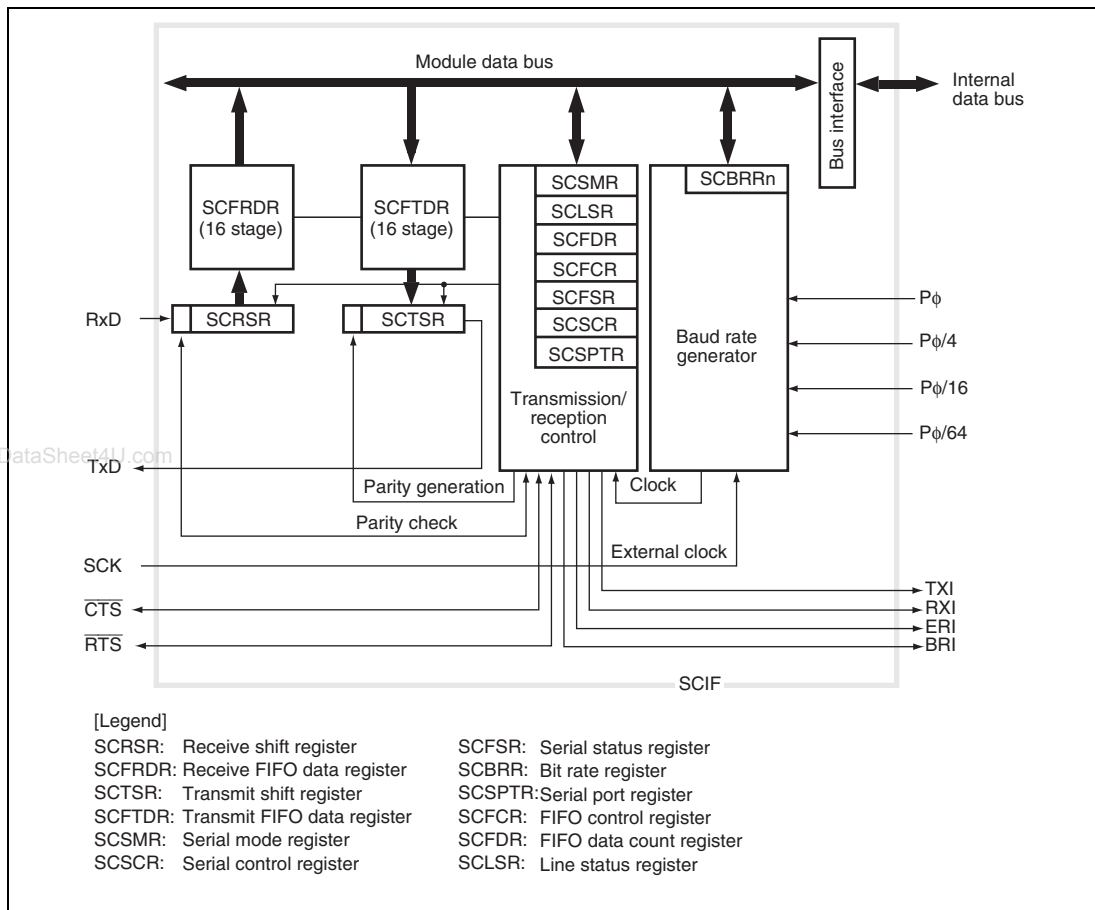 Module data bus
Bus interface
Internal
data bus
SCFRDR
(16 stage)
SCFTDR
(16 stage)
SCSMR
SCLSR
SCFDR
SCFCR
SCFSR
SCSCR
SCSPTR
Transmission/
reception
control
SCBRRn
Baud rate
generator
RxD
SCRSR
SCTSR
Pϕ
Pϕ/4
Pϕ/16
Pϕ/64
DataSheet4U.com
TxD
Parity generation
Parity check
Clock
External clock
SCK
CTS
RTS
TXI
RXI
ERI
BRI
SCIF
[Legend]
SCRSR: Receive shift register
SCFRDR: Receive FIFO data register
SCTSR: Transmit shift register
SCFTDR: Transmit FIFO data register
SCSMR: Serial mode register
SCSCR: Serial control register
SCFSR: Serial status register
SCBRR: Bit rate register
SCSPTR:Serial port register
SCFCR: FIFO control register
SCFDR: FIFO data count register
SCLSR: Line status register